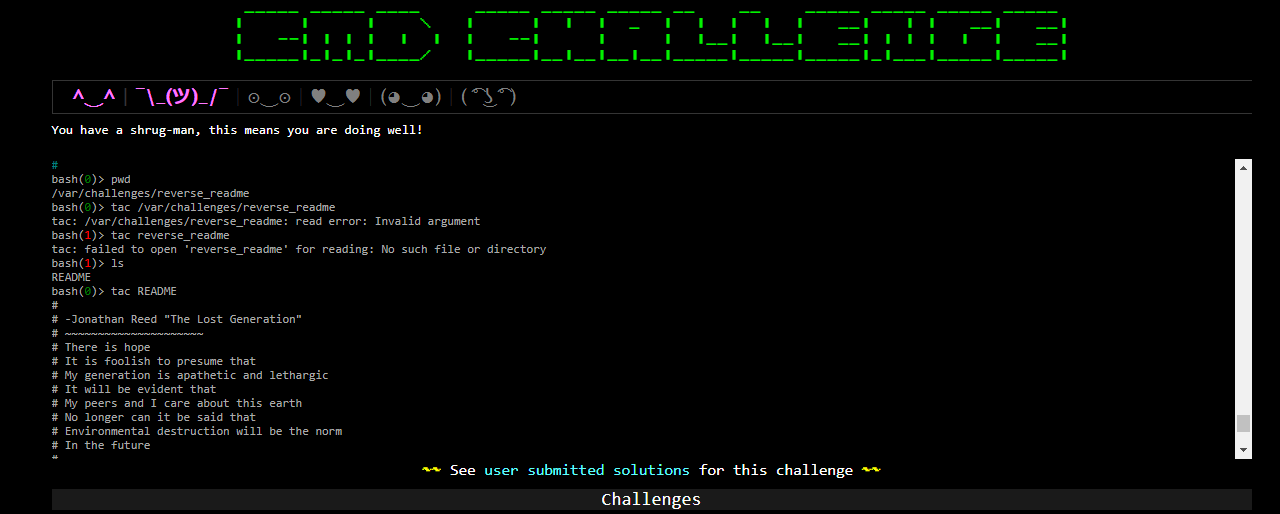 CMD CHALLENGE
^‿^ | ¯\_(ツ)_/¯ | ⊙‿⊙ | ♥‿♥ | (◕‿◕) | ( ͡° ͜ʖ ͡°)
You have a shrug-man, this means you are doing well!
#
bash(0)> pwd
/var/challenges/reverse_readme
bash(0)> tac /var/challenges/reverse_readme
tac: /var/challenges/reverse_readme: read error: Invalid argument
bash(1)> tac reverse_readme
tac: failed to open 'reverse_readme' for reading: No such file or directory
bash(1)> ls
README
bash(0)> tac README
#
# -Jonathan Reed "The Lost Generation"
# ~~~~~~~~~~~~~~~~~~~~~
# There is hope
# It is foolish to presume that
# My generation is apathetic and lethargic
# It will be evident that
# My peers and I care about this earth
# No longer can it be said that
# Environmental destruction will be the norm
# In the future
#
~~ See user submitted solutions for this challenge ~~
Challenges